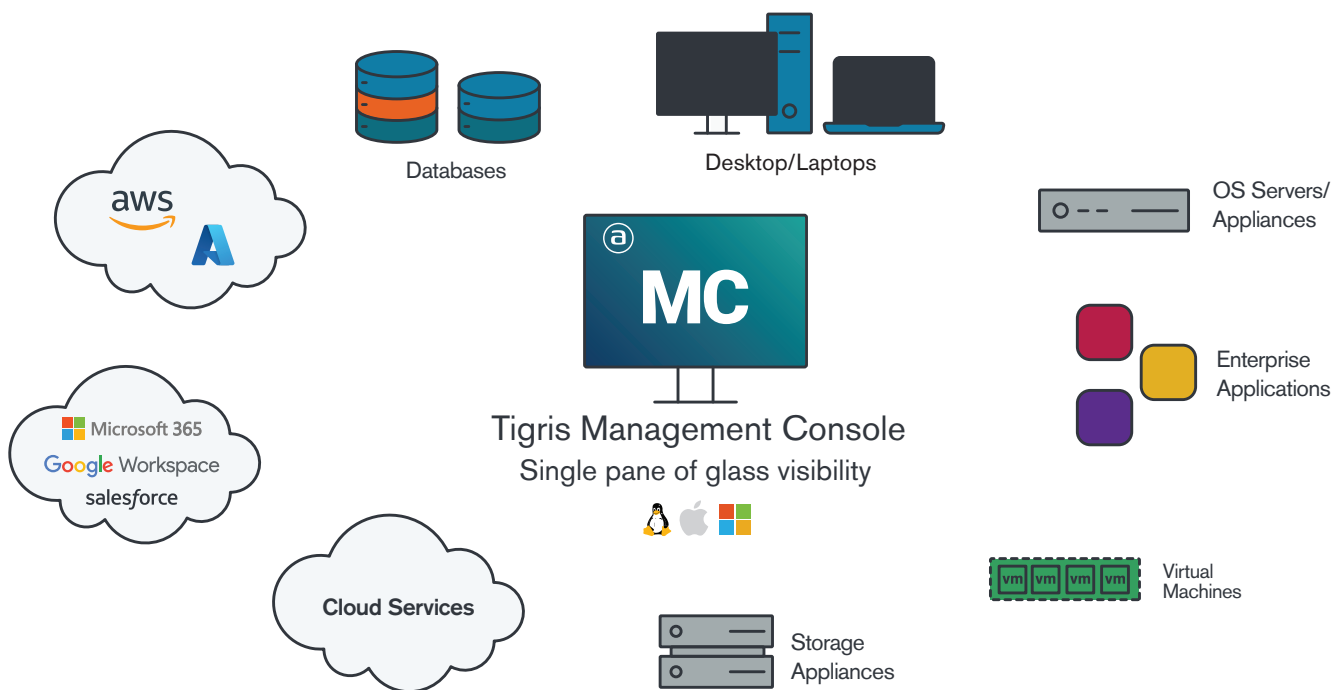 Databases
Desktop/Laptops
aws
OS Servers/
Appliances
a
MC
Enterprise
Applications
Microsoft 365
Google Workspace
salesforce
Tigris Management Console
Single pane of glass visibility
Cloud Services
vm vm vm vm
Virtual
Machines
Storage
Appliances